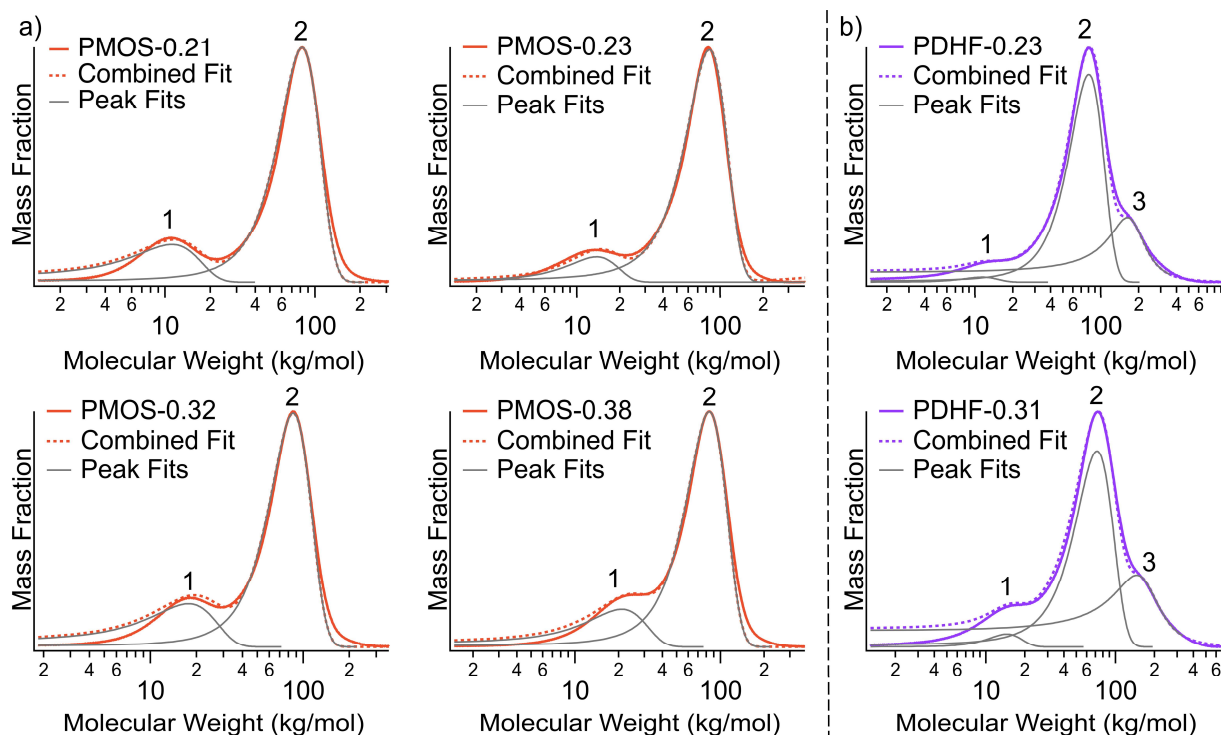 a)
PMOS-0.21
Combined Fit
Peak Fits
1
2
Mass Fraction
2 4 6 2 4 6 2
10 100
Molecular Weight (kg/mol)
PMOS-0.23
Combined Fit
Peak Fits
1
2
Mass Fraction
2 4 6 2 4 6 2
10 100
Molecular Weight (kg/mol)
b)
PDHF-0.23
Combined Fit
Peak Fits
1
2
3
Mass Fraction
2 4 6 2 4 6 2 4 6
10 100
Molecular Weight (kg/mol)
PMOS-0.32
Combined Fit
Peak Fits
1
2
Mass Fraction
2 4 6 2 4 6 2
10 100
Molecular Weight (kg/mol)
PMOS-0.38
Combined Fit
Peak Fits
1
2
Mass Fraction
2 4 6 2 4 6 2
10 100
Molecular Weight (kg/mol)
PDHF-0.31
Combined Fit
Peak Fits
1
2
3
Mass Fraction
2 4 6 2 4 6 2 4 6
10 100
Molecular Weight (kg/mol)